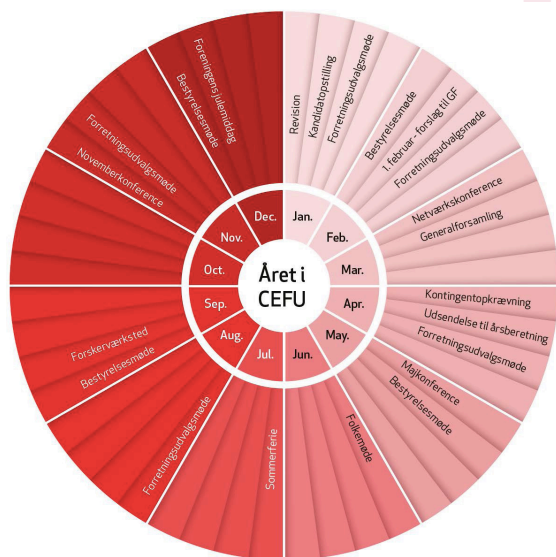 Året i
CEFU
Jan.
Revision
Kandidatopstilling
Forretningsudvalgsmøde
Feb.
Bestyrelsesmøde
1. februar - forslag til GF
Forretningsudvalgsmøde
Mar.
Netværkskonference
Generalforsamling
Apr.
Kontingentopkrævning
Udsendelse til årsberetning
Forretningsudvalgsmøde
May.
Majkonference
Bestyrelsesmøde
Jun.
Folkemøde
Jul.
Sommerferie
Aug.
Forretningsudvalgsmøde
Sep.
Bestyrelsesmøde
Forskerværksted
Oct.
Nov.
Novemberkonference
Forretningsudvalgsmøde
Dec.
Bestyrelsesmøde
Foreningens julemiddag